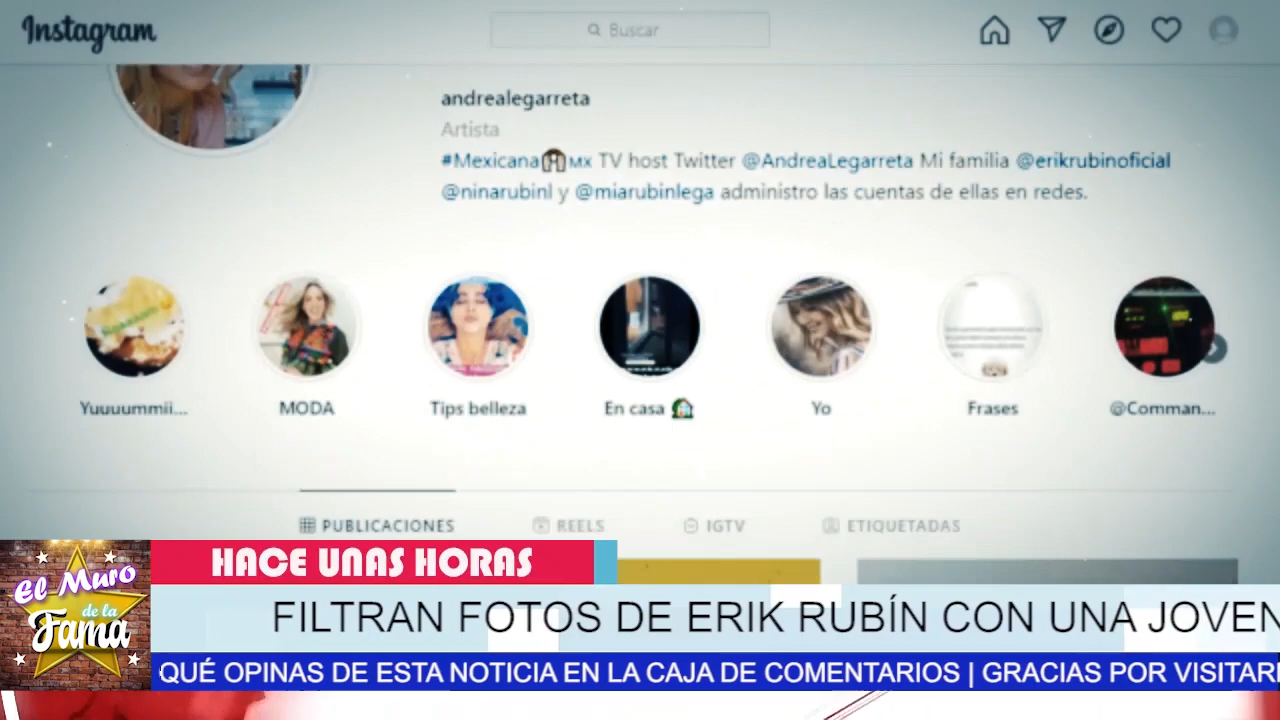 Instagram
Buscar
andrealegarreta
Artista
#Mexicana MX TV host Twitter @AndreaLegarreta Mi familia @erikrubinoficial
@ninarubinl y @miarubinlega administro las cuentas de ellas en redes.
Yuuuummii...
MODA
Tips belleza
En casa
Yo
Frases
@Comman...
PUBLICACIONES
REELS
IGTV
ETIQUETADAS
HACE UNAS HORAS
El Muro
de la
Fama
FILTRAN FOTOS DE ERIK RUBÍN CON UNA JOVEN
QUÉ OPINAS DE ESTA NOTICIA EN LA CAJA DE COMENTARIOS | GRACIAS POR VISITAR